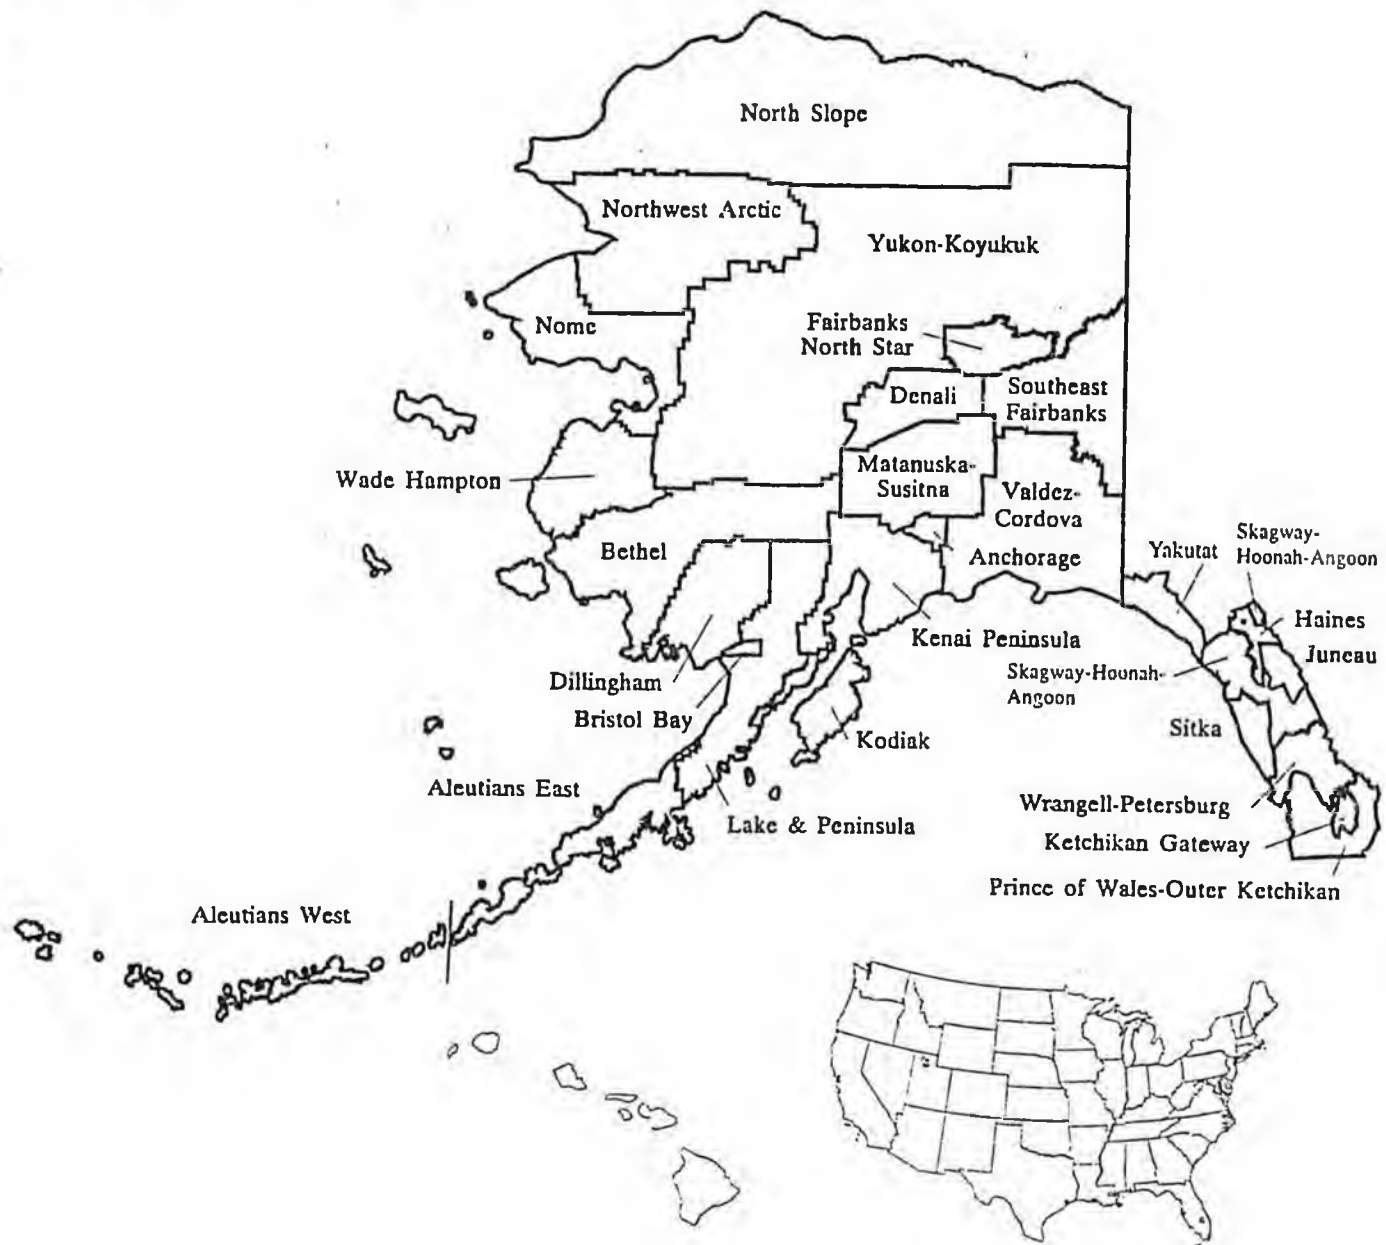 North Slope
Northwest Arctic
Yukon-Koyukuk
Nome
Fairbanks
North Star
Denali
Southeast
Fairbanks
Wade Hampton
Matanuska-
Susitna
Valdez-
Cordova
Bethel
Anchorage
Yakutat
Skagway-
Hoonah-Angoon
Haines
Juneau
Kenai Peninsula
Skagway-Hoonah-
Angoon
Dillingham
Bristol Bay
Kodiak
Sitka
Aleutians East
Lake & Peninsula
Wrangell-Petersburg
Ketchikan Gateway
Prince of Wales-Outer Ketchikan
Aleutians West